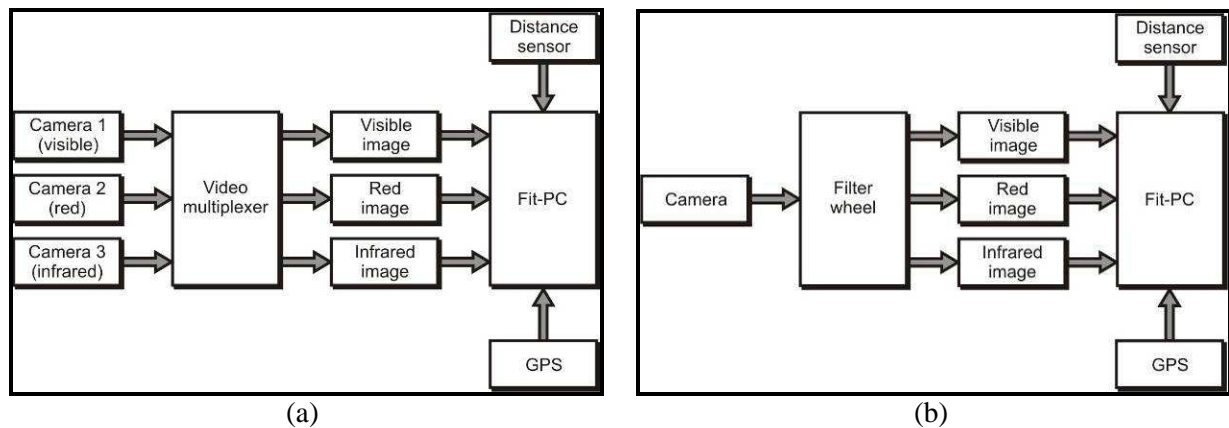 Distance
sensor
Camera 1
(visible)
Camera 2
(red)
Camera 3
(infrared)
Video
multiplexer
Visible
image
Red
image
Infrared
image
Fit-PC
GPS
(a)
Distance
sensor
Camera
Filter
wheel
Visible
image
Red
image
Infrared
image
Fit-PC
GPS
(b)